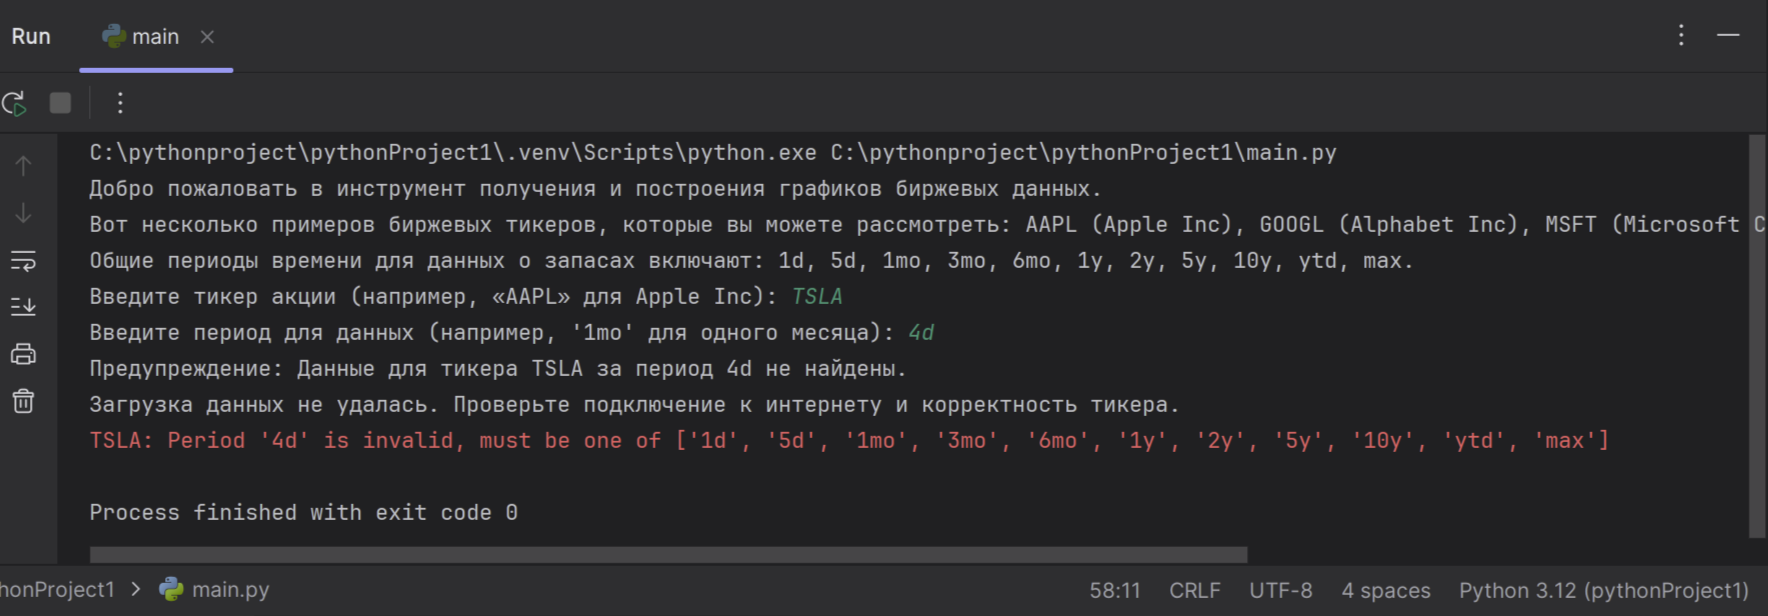 Run main
C:\pythonproject\pythonProject1\.venv\Scripts\python.exe C:\pythonproject\pythonProject1\main.py
Добро пожаловать в инструмент получения и построения графиков биржевых данных.
Вот несколько примеров биржевых тикеров, которые вы можете рассмотреть: AAPL (Apple Inc), GOOGL (Alphabet Inc), MSFT (Microsoft C
Общие периоды времени для данных о запасах включают: 1d, 5d, 1mo, 3mo, 6mo, 1y, 2y, 5y, 10y, ytd, max.
Введите тикер акции (например, «AAPL» для Apple Inc): TSLA
Введите период для данных (например, '1mo' для одного месяца): 4d
Предупреждение: Данные для тикера TSLA за период 4d не найдены.
Загрузка данных не удалась. Проверьте подключение к интернету и корректность тикера.
TSLA: Period '4d' is invalid, must be one of ['1d', '5d', '1mo', '3mo', '6mo', '1y', '2y', '5y', '10y', 'ytd', 'max']
Process finished with exit code 0
honProject1 > main.py 58:11 CRLF UTF-8 4 spaces Python 3.12 (pythonProject1)